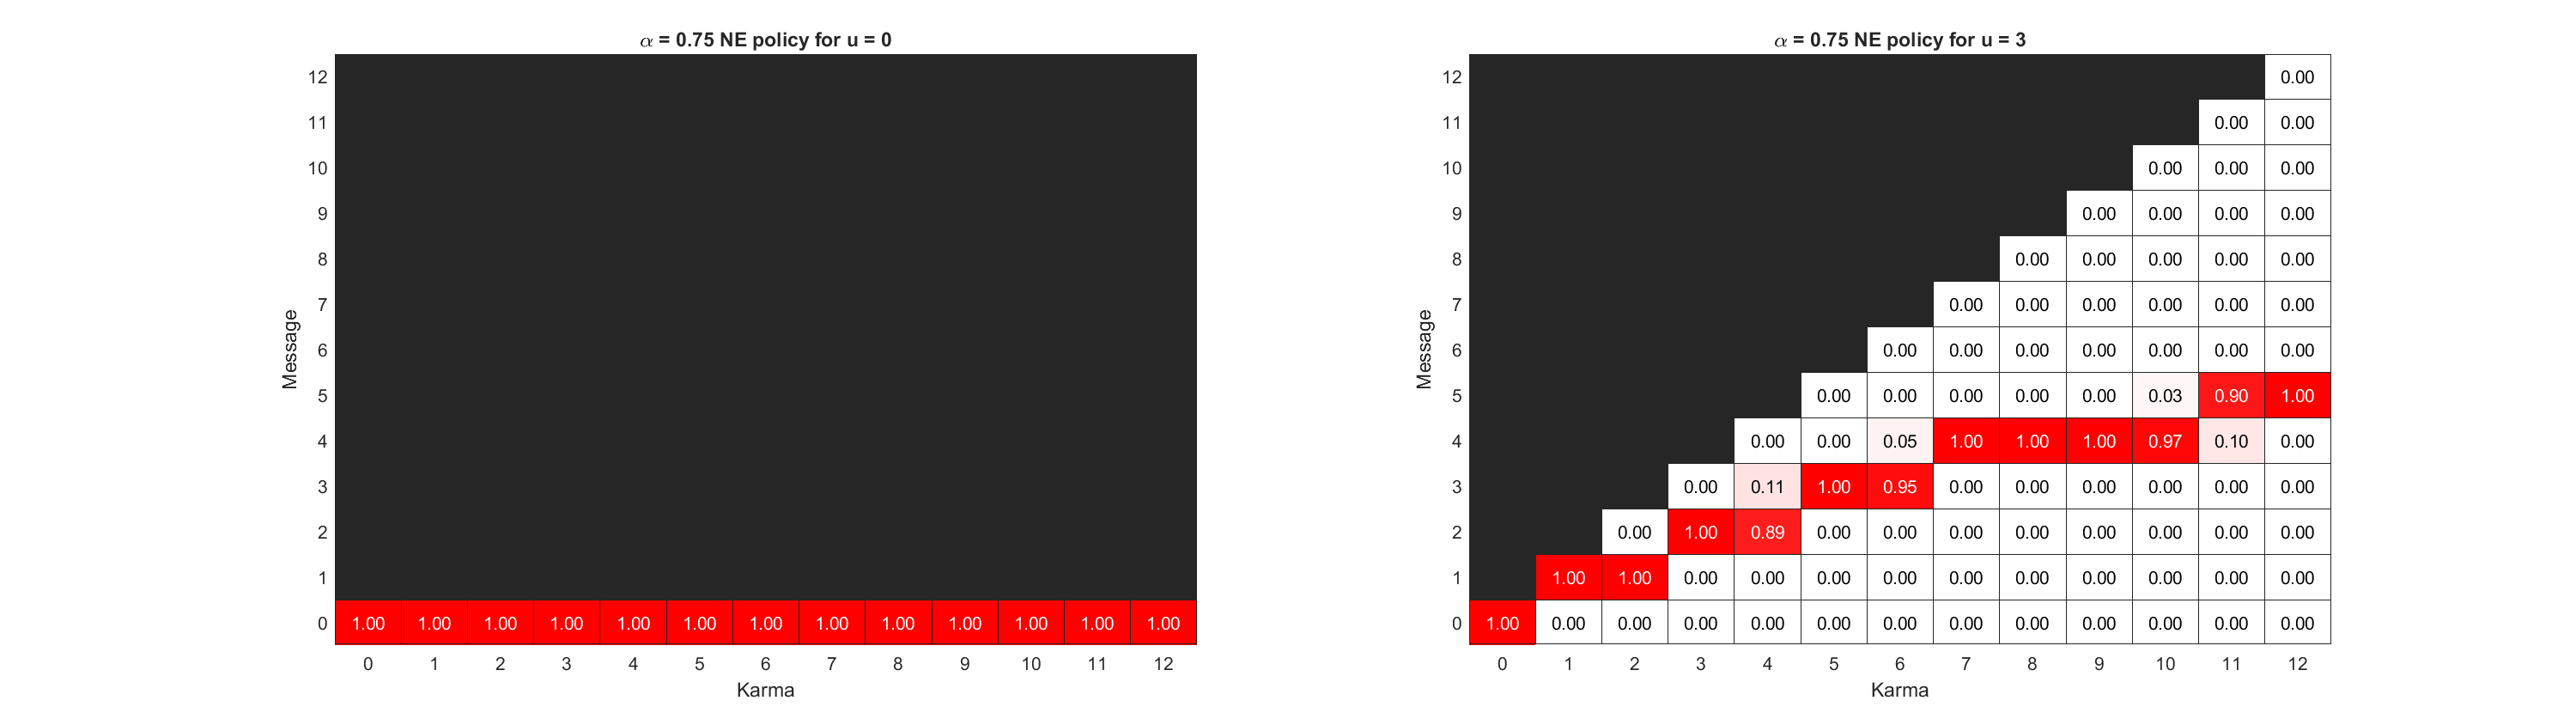 α = 0.75 NE policy for u = 0
12
11
10
9
8
7
6
5
4
3
2
1
0 1.00 1.00 1.00 1.00 1.00 1.00 1.00 1.00 1.00 1.00 1.00 1.00 1.00
0 1 2 3 4 5 6 7 8 9 10 11 12
Karma
Message
α = 0.75 NE policy for u = 3
12 0.00
11 0.00 0.00
10 0.00 0.00 0.00
9 0.00 0.00 0.00 0.00
8 0.00 0.00 0.00 0.00 0.00
7 0.00 0.00 0.00 0.00 0.00 0.00
6 0.00 0.00 0.00 0.00 0.00 0.00 0.00
5 0.00 0.00 0.00 0.00 0.00 0.03 0.90 1.00
4 0.00 0.00 0.05 1.00 1.00 1.00 0.97 0.10 0.00
3 0.00 0.11 1.00 0.95 0.00 0.00 0.00 0.00 0.00 0.00
2 0.00 1.00 0.89 0.00 0.00 0.00 0.00 0.00 0.00 0.00 0.00
1 1.00 1.00 0.00 0.00 0.00 0.00 0.00 0.00 0.00 0.00 0.00 0.00
0 1.00 0.00 0.00 0.00 0.00 0.00 0.00 0.00 0.00 0.00 0.00 0.00 0.00
0 1 2 3 4 5 6 7 8 9 10 11 12
Karma
Message